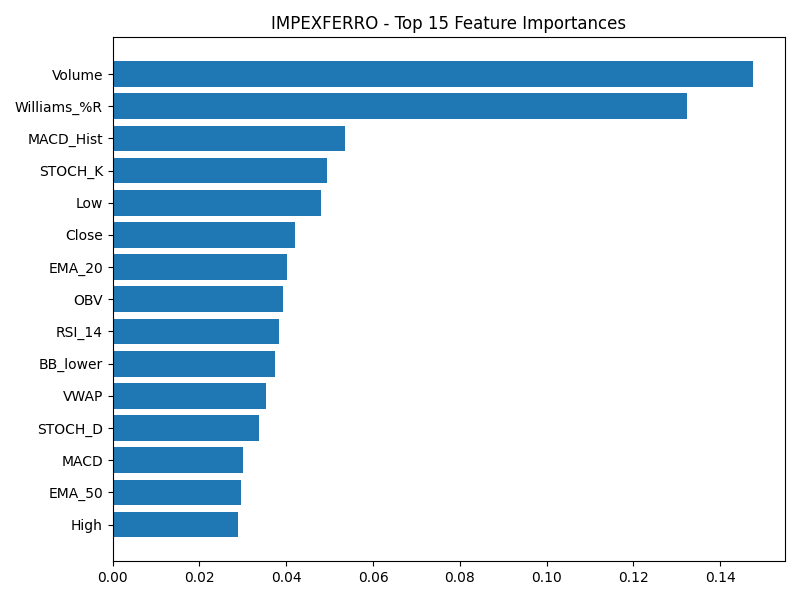 IMPEXFERRO - Top 15 Feature Importances
Volume
Williams_%R
MACD_Hist
STOCH_K
Low
Close
EMA_20
OBV
RSI_14
BB_lower
VWAP
STOCH_D
MACD
EMA_50
High
0.00 0.02 0.04 0.06 0.08 0.10 0.12 0.14